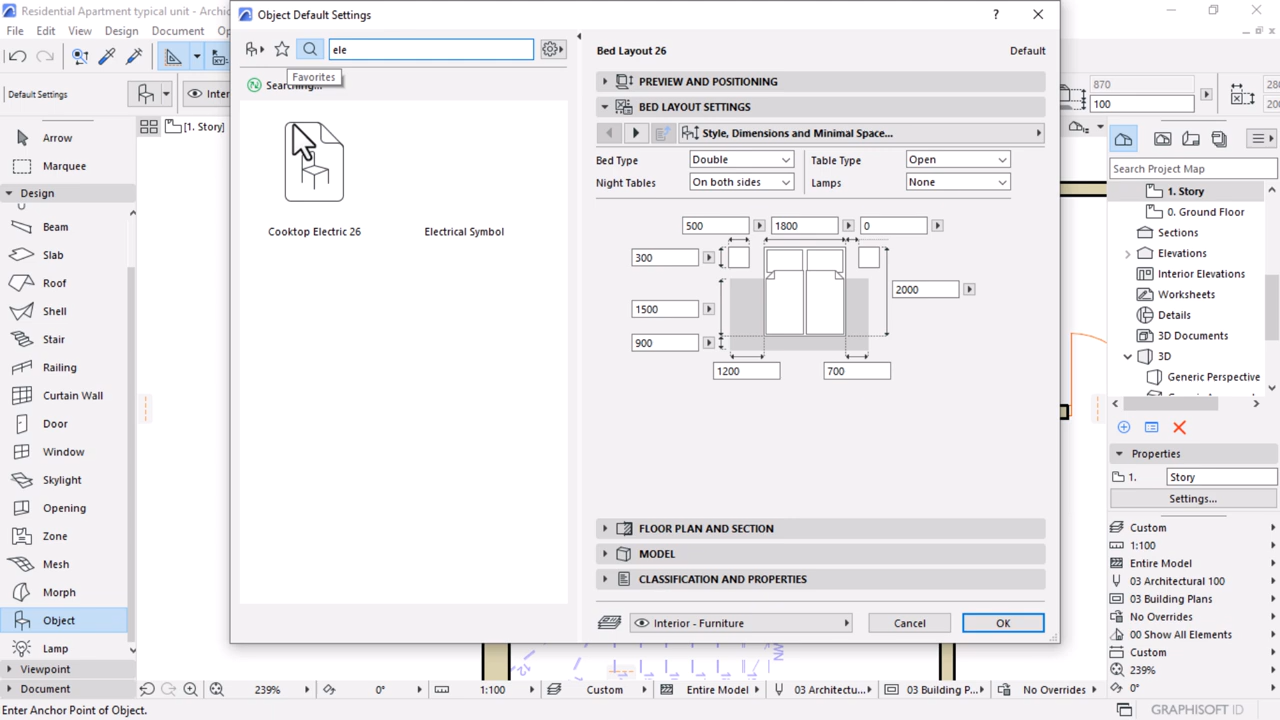 Residential Apartment typical unit - Archic
File
Edit
View
Design
Document
Op
Default Settings
Inter
[1. Story]
Arrow
Marquee
Design
Beam
Slab
Roof
Shell
Stair
Railing
Curtain Wall
Door
Window
Skylight
Opening
Zone
Mesh
Morph
Object
Lamp
Viewpoint
Document
Enter Anchor Point of Object.
Object Default Settings
ele
Favorites
Searching...
Cooktop Electric 26
Electrical Symbol
Bed Layout 26
Default
PREVIEW AND POSITIONING
BED LAYOUT SETTINGS
Style, Dimensions and Minimal Space...
Bed Type
Double
Table Type
Open
Night Tables
On both sides
Lamps
None
500
1800
0
300
2000
1500
900
1200
700
FLOOR PLAN AND SECTION
MODEL
CLASSIFICATION AND PROPERTIES
Interior - Furniture
Cancel
OK
870
100
280
280
Search Project Map
1. Story
0. Ground Floor
Sections
Elevations
Interior Elevations
Worksheets
Details
3D Documents
3D
Generic Perspective
Properties
1.
Story
Settings...
Custom
1:100
Entire Model
03 Architectural 100
03 Building Plans
No Overrides
00 Show All Elements
Custom
239%
0°
239%
0°
1:100
Custom
Entire Model
03 Architectu...
03 Building P...
No Overrides
GRAPHISOFT ID